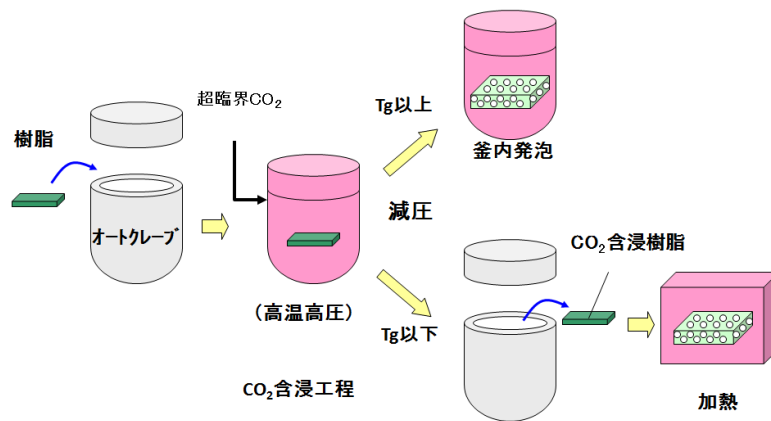 超臨界CO₂
Tg以上
樹脂
釜内発泡
オートクレーブ
減圧
CO₂含浸樹脂
(高温高圧)
Tg以下
CO₂含浸工程
加熱